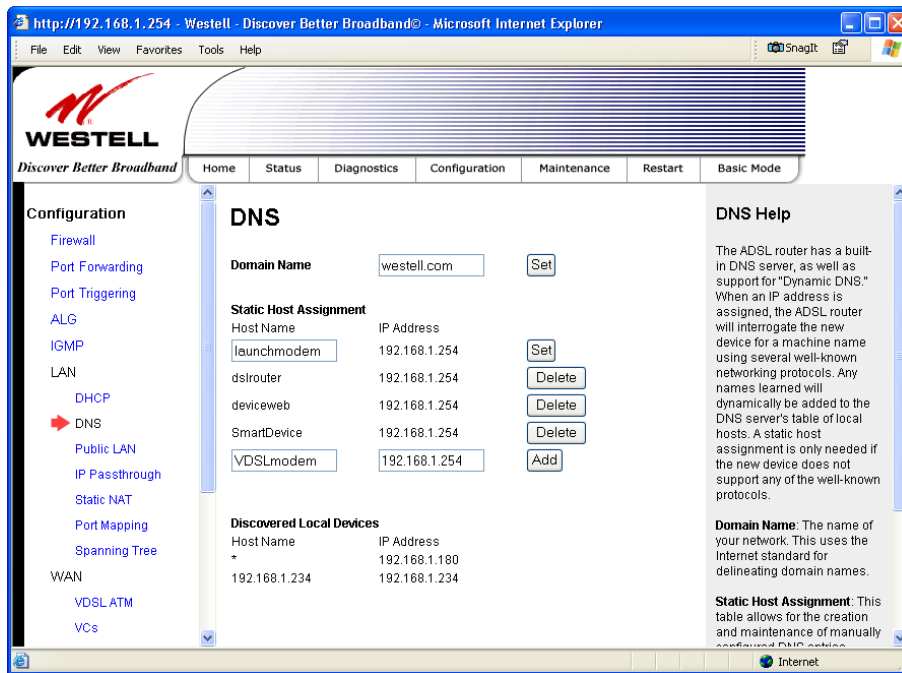 http://192.168.1.254 - Westell - Discover Better Broadband© - Microsoft Internet Explorer
File Edit View Favorites Tools Help SnagIt
WESTELL
Discover Better Broadband
Home Status Diagnostics Configuration Maintenance Restart Basic Mode
Configuration
Firewall
Port Forwarding
Port Triggering
ALG
IGMP
LAN
DHCP
DNS
Public LAN
IP Passthrough
Static NAT
Port Mapping
Spanning Tree
WAN
VDSL ATM
VCs
DNS
Domain Name westell.com Set
Static Host Assignment
Host Name IP Address
launchmodem 192.168.1.254 Set
dslrouter 192.168.1.254 Delete
deviceweb 192.168.1.254 Delete
SmartDevice 192.168.1.254 Delete
VDSLmodem 192.168.1.254 Add
Discovered Local Devices
Host Name IP Address
* 192.168.1.180
192.168.1.234 192.168.1.234
DNS Help
The ADSL router has a built-
in DNS server, as well as
support for "Dynamic DNS."
When an IP address is
assigned, the ADSL router
will interrogate the new
device for a machine name
using several well-known
networking protocols. Any
names learned will
dynamically be added to the
DNS server's table of local
hosts. A static host
assignment is only needed if
the new device does not
support any of the well-known
protocols.
Domain Name: The name of
your network. This uses the
Internet standard for
delineating domain names.
Static Host Assignment: This
table allows for the creation
and maintenance of manually
configured DNS entries
Internet